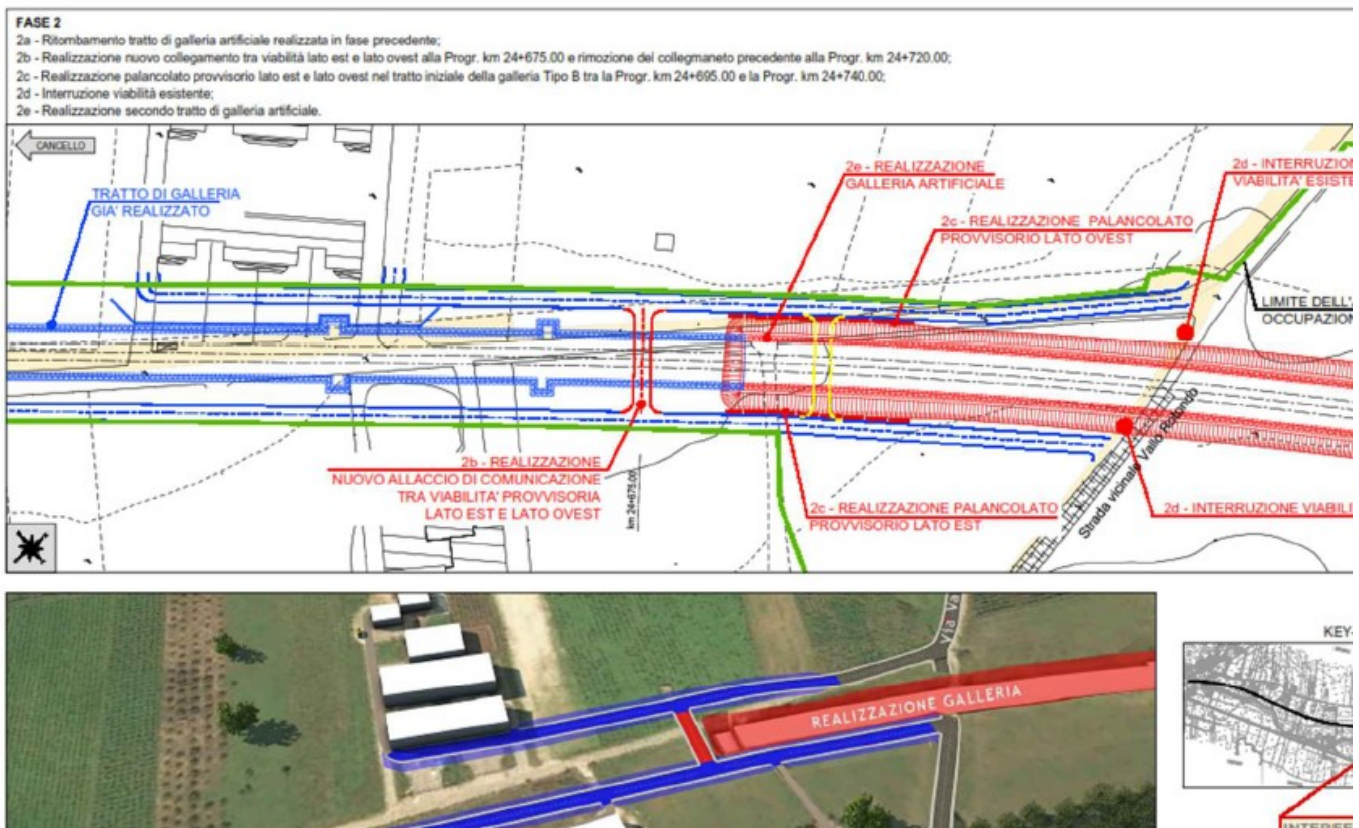 FASE 2
2a - Ritombamento tratto di galleria artificiale realizzata in fase precedente;
2b - Realizzazione nuovo collegamento tra viabilità lato est e lato ovest alla Progr. km 24+675.00 e rimozione del collegmaneto precedente alla Progr. km 24+720.00;
2c - Realizzazione palancolato provvisorio lato est e lato ovest nel tratto iniziale della galleria Tipo B tra la Progr. km 24+695.00 e la Progr. km 24+740.00;
2d - Interruzione viabilità esistente;
2e - Realizzazione secondo tratto di galleria artificiale.
CANCELLO
TRATTO DI GALLERIA
GIA' REALIZZATO
2e - REALIZZAZIONE
GALLERIA ARTIFICIALE
2c - REALIZZAZIONE PALANCOLATO
PROVVISORIO LATO OVEST
2d - INTERRUZION
VIABILITA' ESISTE
LIMITE DELL'
OCCUPAZION
2b - REALIZZAZIONE
NUOVO ALLACCIO DI COMUNICAZIONE
TRA VIABILITA' PROVVISORIA
LATO EST E LATO OVEST
km 24+675.00
2c - REALIZZAZIONE PALANCOLATO
PROVVISORIO LATO EST
Strada vicinale Vallo Rotondo
2d - INTERRUZIONE VIABILI
Via Va
REALIZZAZIONE GALLERIA
KEY-
INTERFE